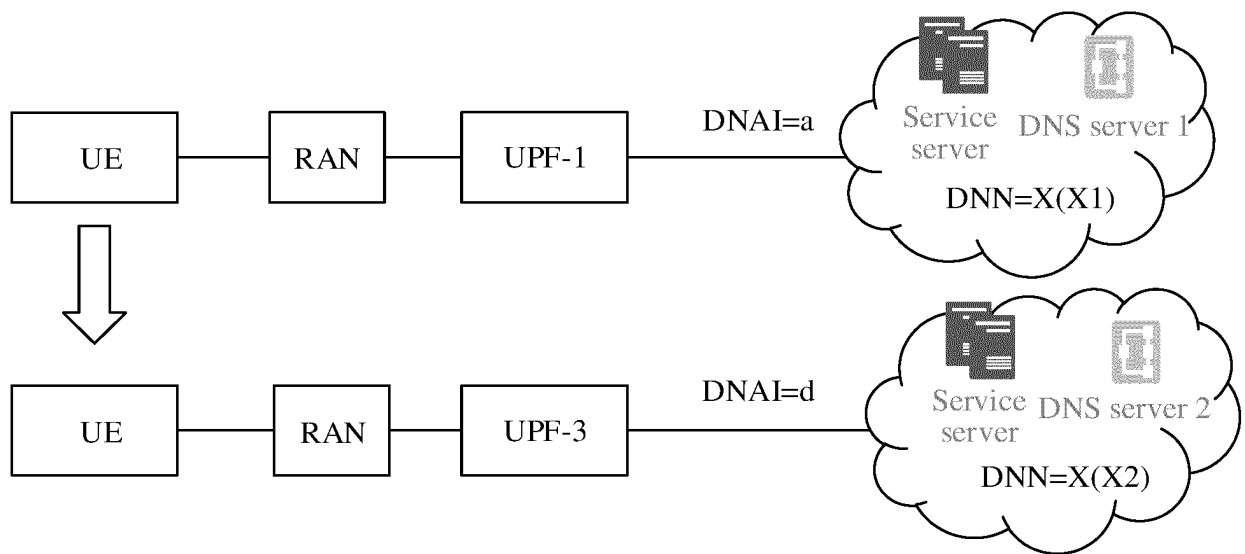 DNAI=a
UE
RAN
UPF-1
Service
server
DNS server 1
DNN=X(X1)
DNAI=d
UE
RAN
UPF-3
Service
server
DNS server 2
DNN=X(X2)